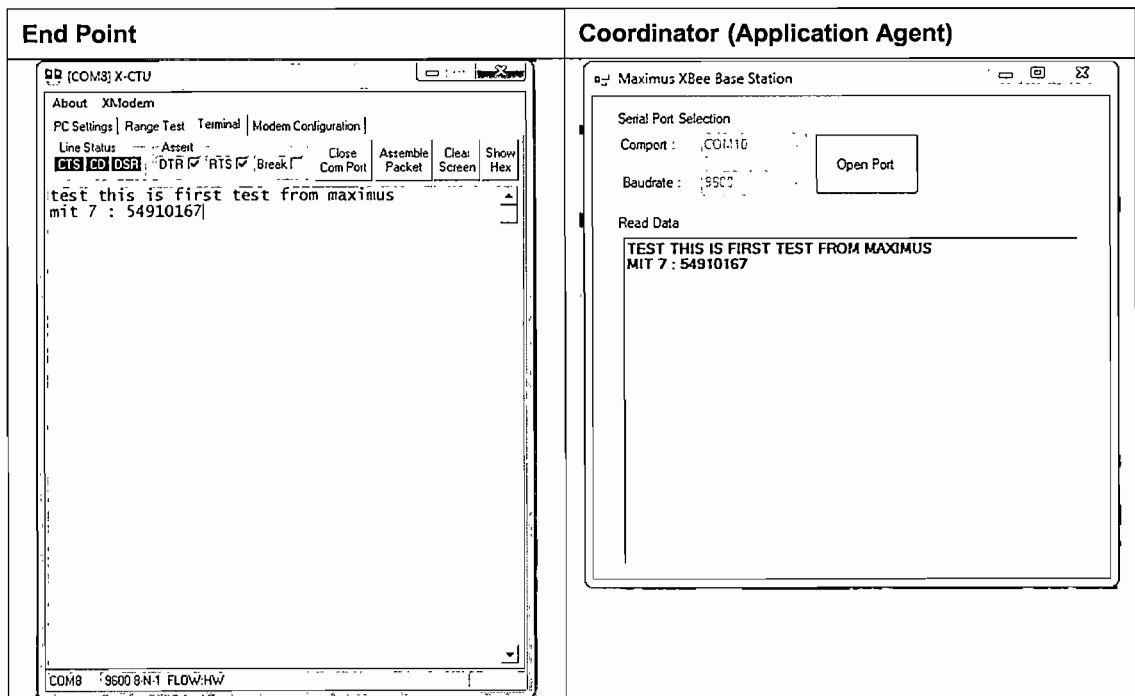 End Point
Coordinator (Application Agent)
[COM8] X-CTU
About XModem
PC Settings Range Test Terminal Modem Configuration
Line Status Assert
CTS CD DSR DTR RTS Break
Close Com Port
Assemble Packet
Clear Screen
Show Hex
test this is first test from maximus
mit 7 : 54910167
COM8 9600 8-N-1 FLOW:HW
Maximus XBee Base Station
Serial Port Selection
Comport : COM10
Open Port
Baudrate : 9600
Read Data
TEST THIS IS FIRST TEST FROM MAXIMUS
MIT 7 : 54910167